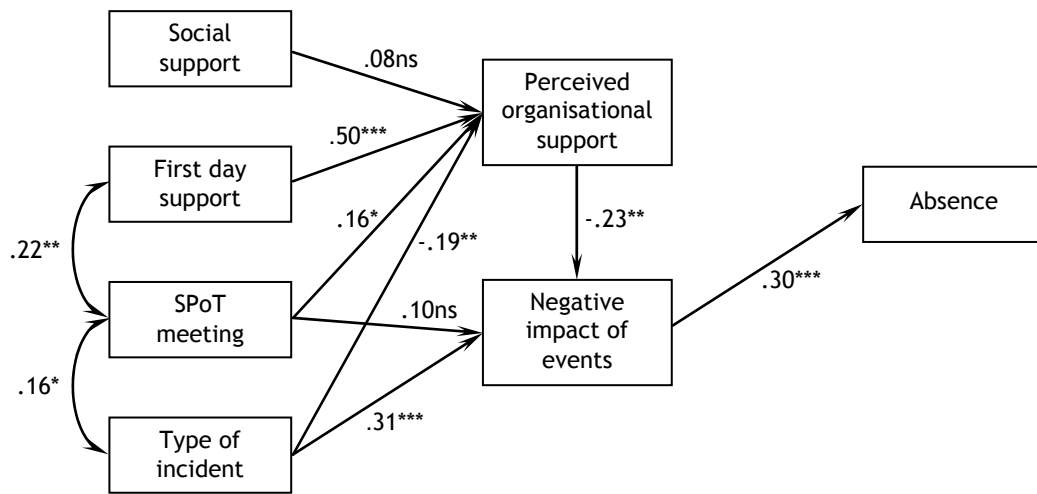 Social
support
.08ns
Perceived
organisational
support
.50***
First day
support
.16*
-.19**
-.23**
Absence
.22**
SPoT
meeting
.10ns
Negative
impact of
events
.30***
.16*
.31***
Type of
incident